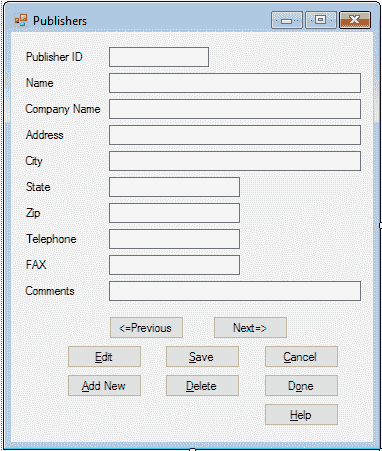 Publishers
Publisher ID
Name
Company Name
Address
City
State
Zip
Telephone
FAX
Comments
<=Previous Next=>
Edit Save Cancel
Add New Delete Done
Help